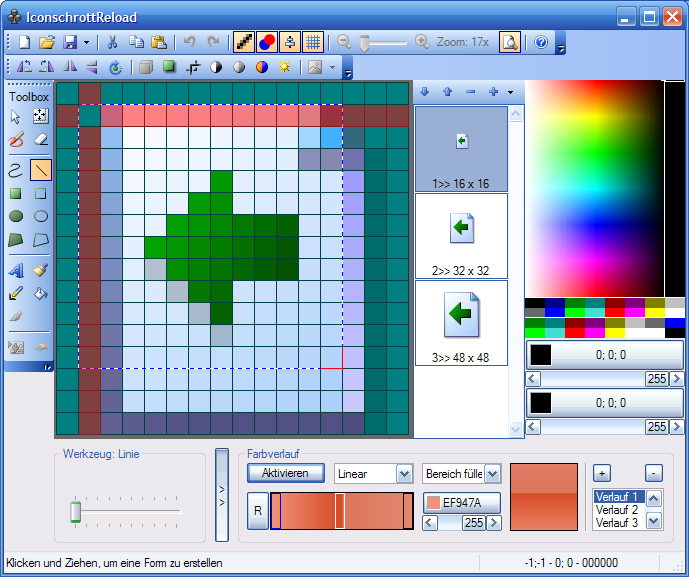 IconschrottReload
Zoom: 17x
Toolbox
1>> 16 x 16
2>> 32 x 32
3>> 48 x 48
0; 0; 0
255
0; 0; 0
255
Werkzeug: Linie
>
>
Farbverlauf
Aktivieren
Linear
Bereich fülle
+
-
R
EF947A
255
Verlauf 1
Verlauf 2
Verlauf 3
Klicken und Ziehen, um eine Form zu erstellen
-1;-1 - 0; 0 - 000000